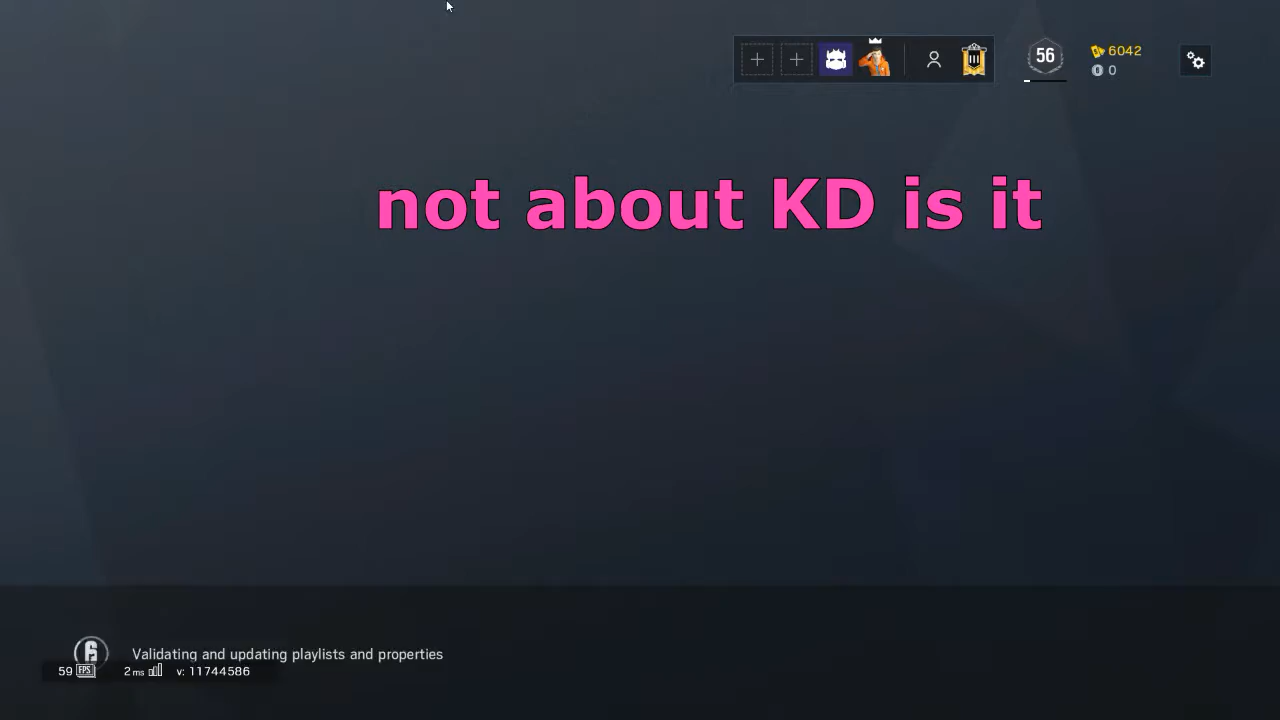 56
6042
0
not about KD is it
Validating and updating playlists and properties
59 FPS 2 ms v: 11744586